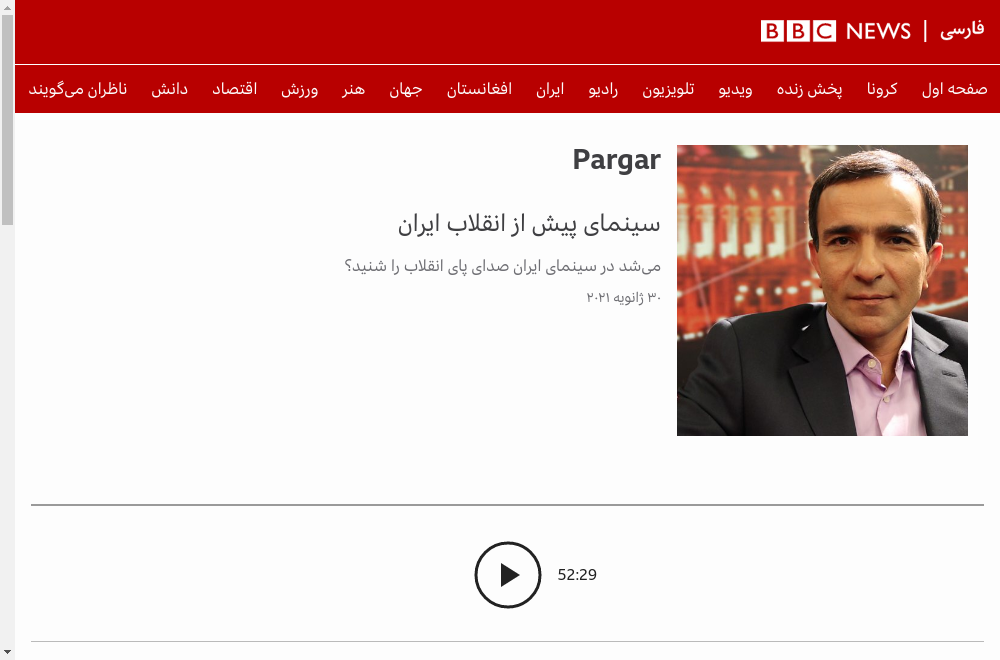 BBC NEWS | فارسی
صفحه اول کرونا پخش زنده ویدیو تلویزیون رادیو ایران افغانستان جهان هنر ورزش اقتصاد دانش ناظران می‌گویند
Pargar
سینمای پیش از انقلاب ایران
می‌شد در سینمای ایران صدای پای انقلاب را شنید؟
۳۰ ژانویه ۲۰۲۱
52:29